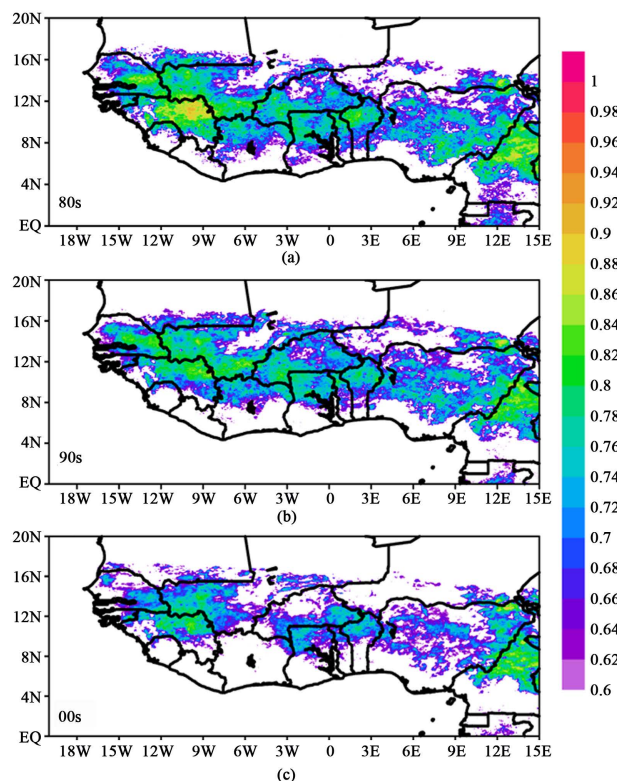 20N
16N
12N
8N
4N
EQ
80s
18W 15W 12W 9W 6W 3W 0 3E 6E 9E 12E 15E
(a)
20N
16N
12N
8N
4N
EQ
90s
18W 15W 12W 9W 6W 3W 0 3E 6E 9E 12E 15E
(b)
20N
16N
12N
8N
4N
EQ
00s
18W 15W 12W 9W 6W 3W 0 3E 6E 9E 12E 15E
(c)
1
0.98
0.96
0.94
0.92
0.9
0.88
0.86
0.84
0.82
0.8
0.78
0.76
0.74
0.72
0.7
0.68
0.66
0.64
0.62
0.6